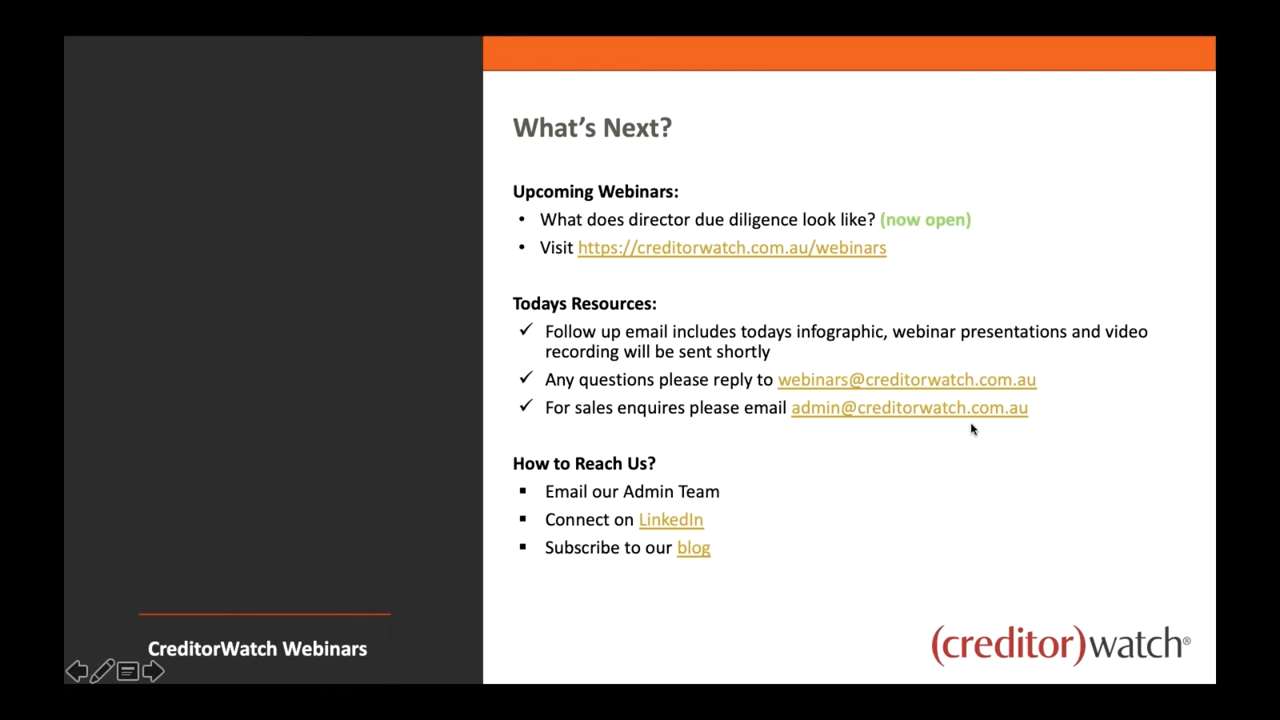 What's Next?
Upcoming Webinars:
• What does director due diligence look like? (now open)
• Visit https://creditorwatch.com.au/webinars
Todays Resources:
✓ Follow up email includes todays infographic, webinar presentations and video
recording will be sent shortly
✓ Any questions please reply to webinars@creditorwatch.com.au
✓ For sales enquires please email admin@creditorwatch.com.au
How to Reach Us?
▪ Email our Admin Team
▪ Connect on LinkedIn
▪ Subscribe to our blog
CreditorWatch Webinars
(creditor)watch®